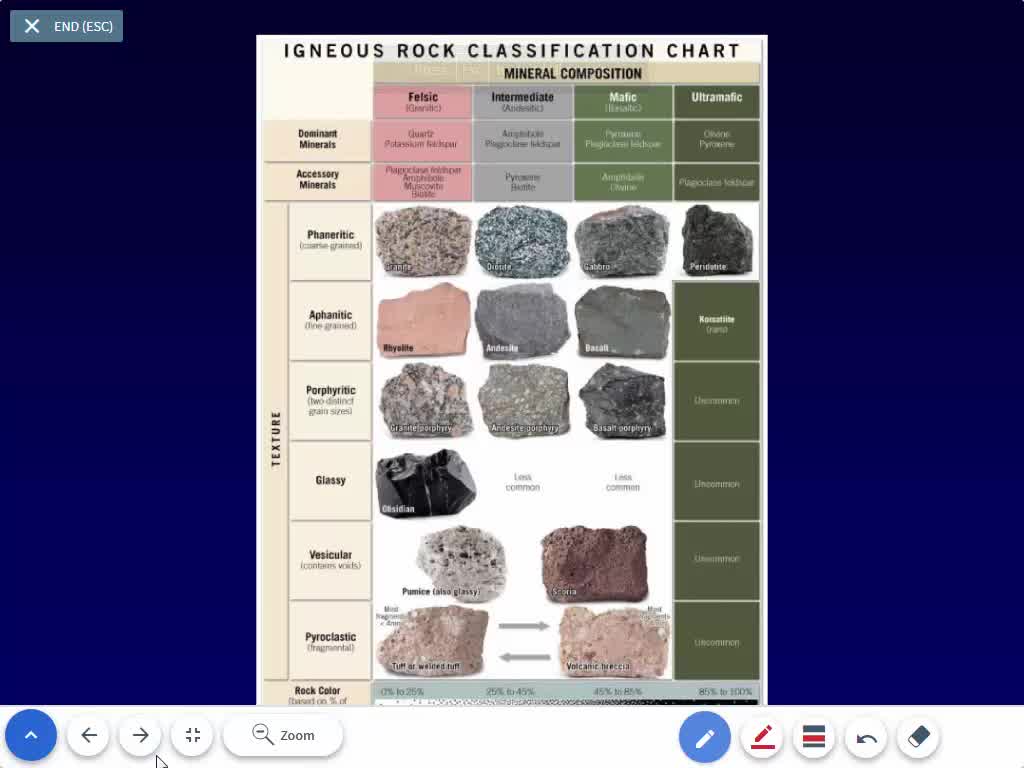 END (ESC)
IGNEOUS ROCK CLASSIFICATION CHART
MINERAL COMPOSITION
Felsic
(Granitic)
Intermediate
(Andesitic)
Mafic
(Basaltic)
Ultramafic
Dominant
Minerals
Quartz
Potassium feldspar
Amphibole
Plagioclase feldspar
Pyroxene
Plagioclase feldspar
Olivine
Pyroxene
Accessory
Minerals
Plagioclase feldspar
Amphibole
Muscovite
Biotite
Pyroxene
Biotite
Amphibole
Olivine
Plagioclase feldspar
TEXTURE
Phaneritic
(coarse-grained)
Granite
Diorite
Gabbro
Peridotite
Aphanitic
(fine-grained)
Rhyolite
Andesite
Basalt
Komatiite
(rare)
Porphyritic
(two distinct
grain sizes)
Granite porphyry
Andesite porphyry
Basalt porphyry
Uncommon
Glassy
Obsidian
Less
common
Less
common
Uncommon
Vesicular
(contains voids)
Pumice (also glassy)
Scoria
Uncommon
Pyroclastic
(fragmental)
Most
fragments
< 4mm
Tuff or welded tuff
Most
fragments
Volcanic breccia
Uncommon
Rock Color
(based on % of
0% to 25%
25% to 45%
45% to 85%
85% to 100%
Zoom